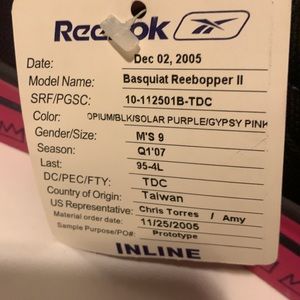 Reebok
Date: Dec 02, 2005
Model Name: Basquiat Reebopper II
SRF/PGSC: 10-112501B-TDC
Color: OPIUM/BLK/SOLAR PURPLE/GYPSY PINK
Gender/Size: M'S 9
Season: Q1'07
Last: 95-4L
DC/PEC/FTY: TDC
Country of Origin: Taiwan
US Representative: Chris Torres / Amy
Material order date: 11/25/2005
Sample Purpose/PO#: Prototype
INLINE